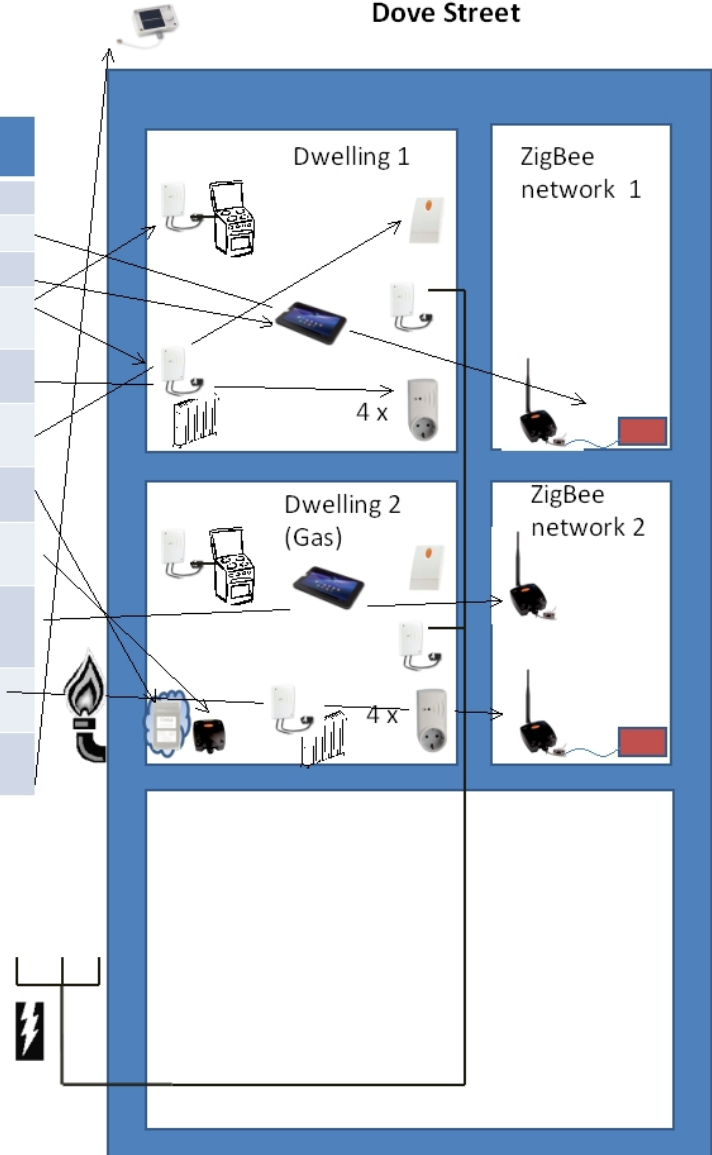 Dove Street
Dwelling 1
ZigBee
network 1
4 x
Dwelling 2
(Gas)
ZigBee
network 2
4 x